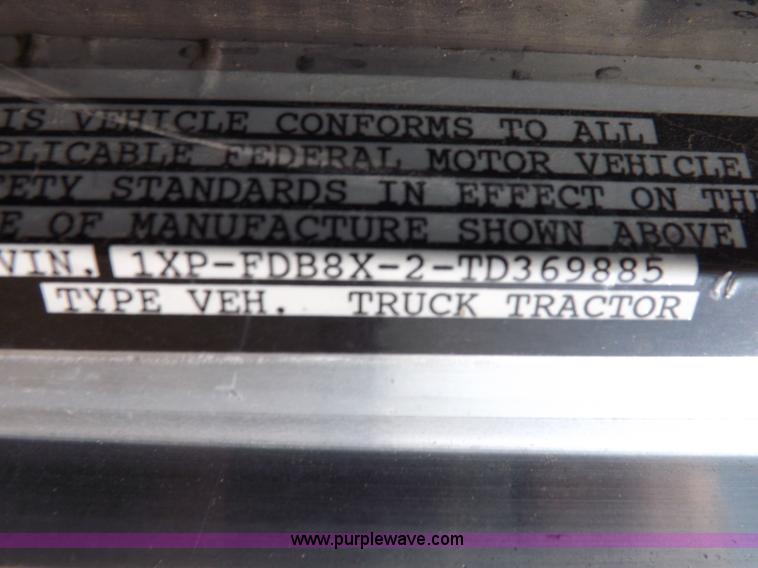 IS VEHICLE CONFORMS TO ALL
PLICABLE FEDERAL MOTOR VEHICLE
ETY STANDARDS IN EFFECT ON TH
E OF MANUFACTURE SHOWN ABOVE
VIN. 1XP-FDB8X-2-TD369885
TYPE VEH. TRUCK TRACTOR
www.purplewave.com